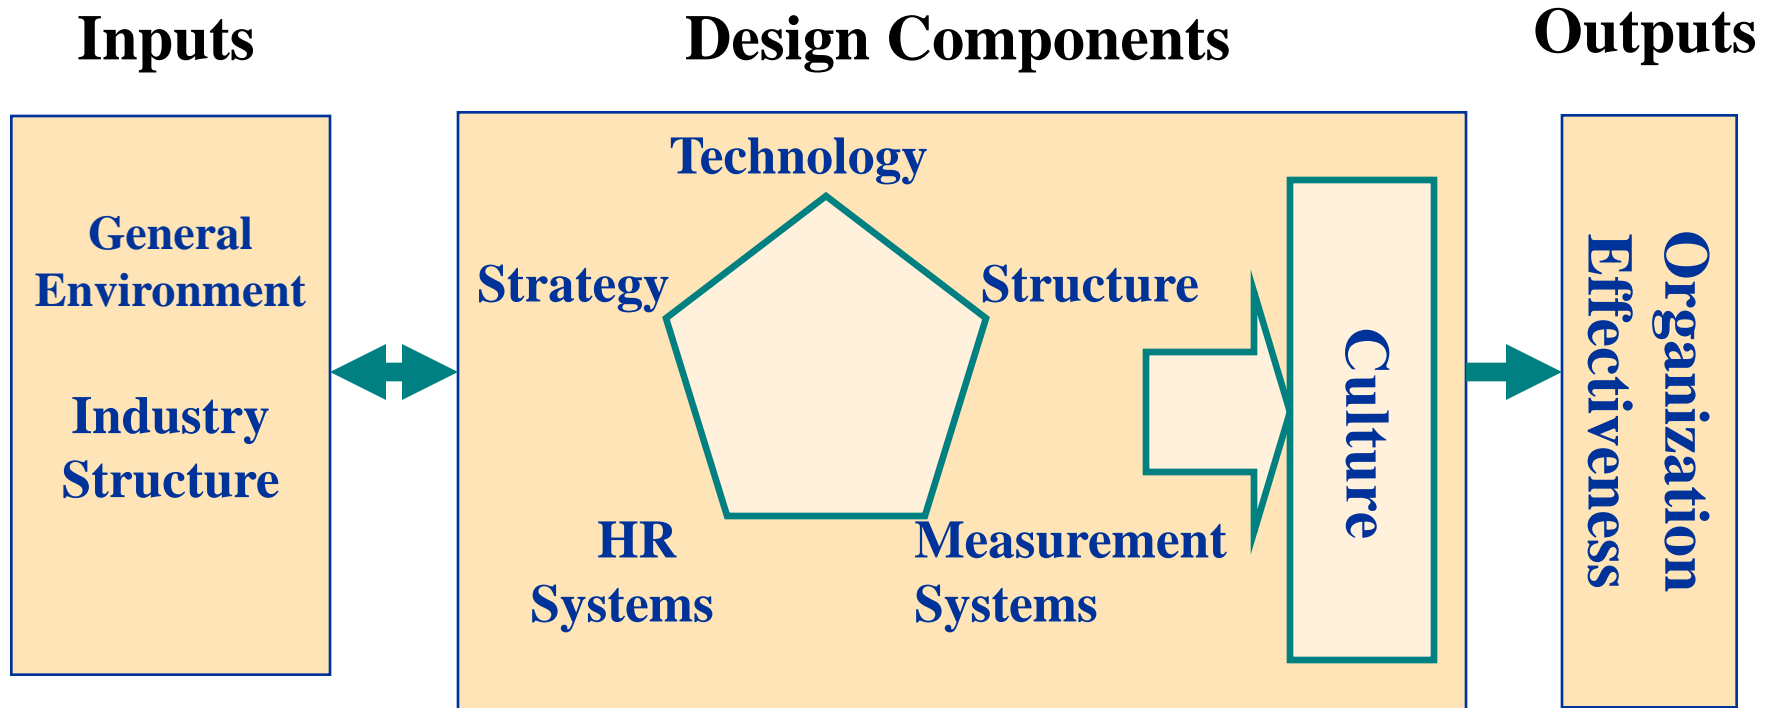 Inputs
Design Components
Outputs
General
Environment
Industry
Structure
Technology
Strategy
Structure
HR
Systems
Measurement
Systems
Culture
Organization
Effectiveness